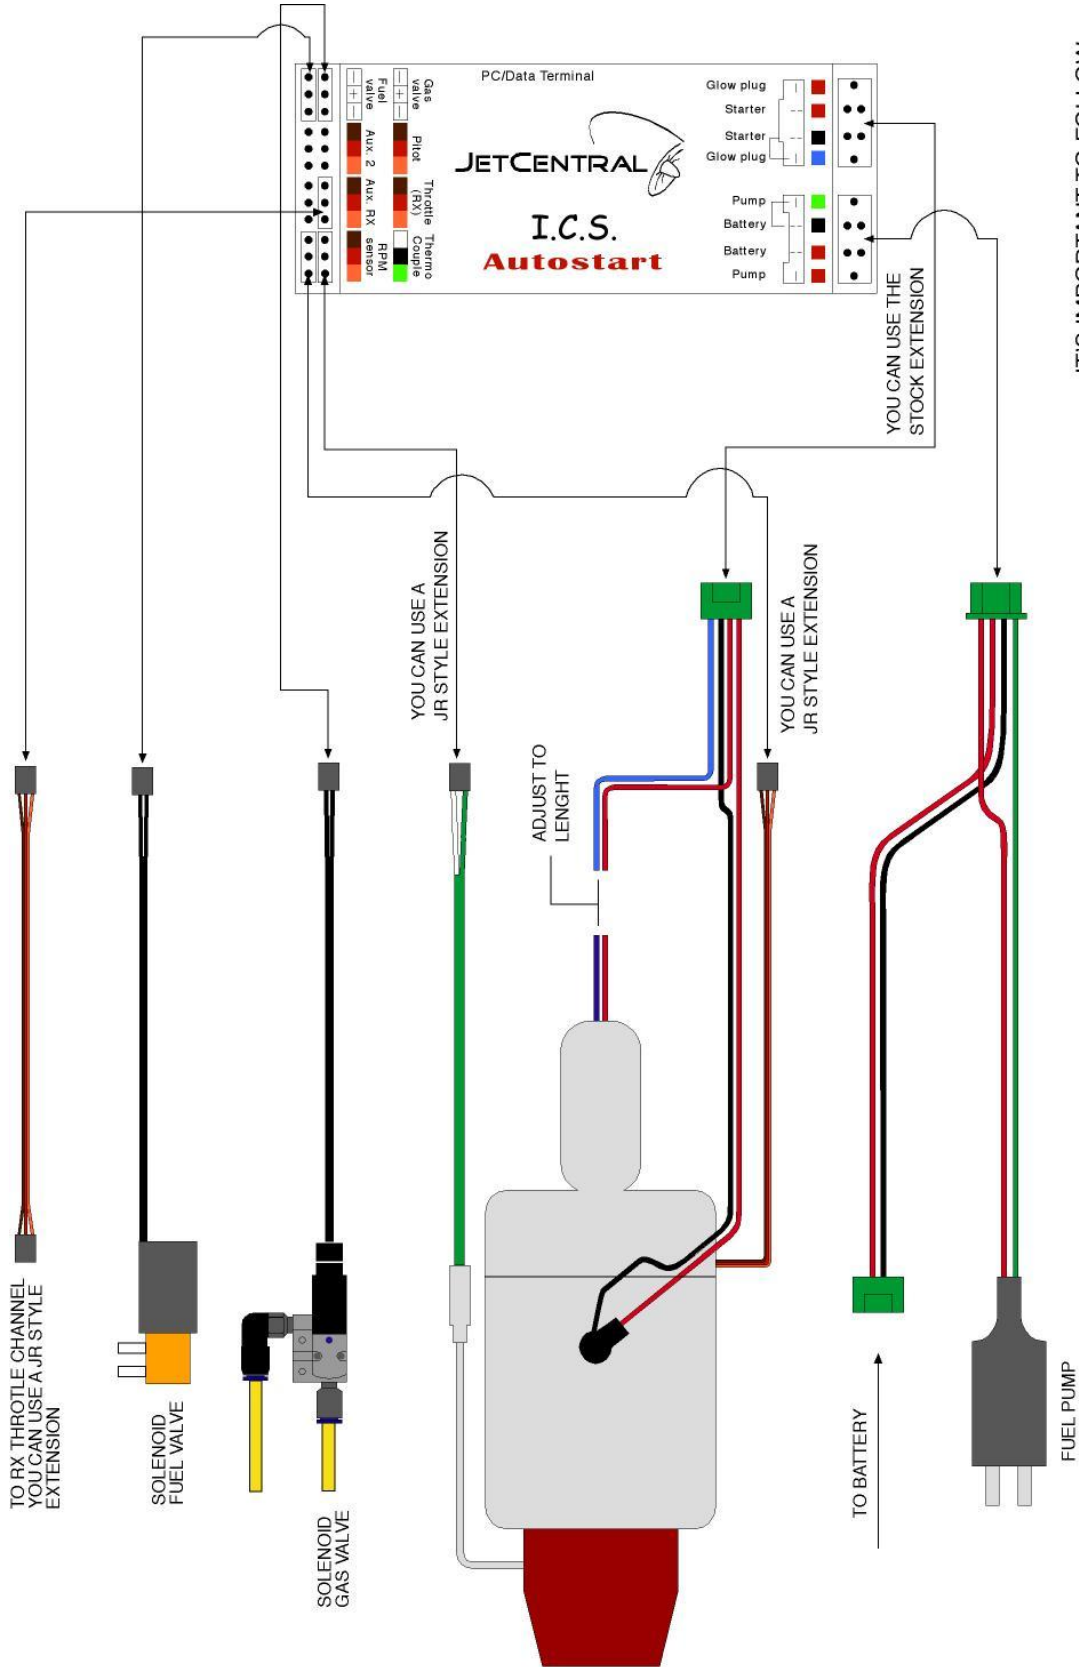 PC/Data Terminal
JETCENTRAL
I.C.S.
Autostart
Gas
valve
− + −
Fuel
valve
− + −
Pitot
Aux. 2
Throttle
(RX)
Aux. RX
Thermo
Couple
RPM
sensor
Glow plug
Starter
Starter
Glow plug
Pump
Battery
Battery
Pump
YOU CAN USE THE
STOCK EXTENSION
YOU CAN USE A
JR STYLE EXTENSION
YOU CAN USE A
JR STYLE EXTENSION
ADJUST TO
LENGHT
TO RX THROTLE CHANNEL
YOU CAN USE A JR STYLE
EXTENSION
SOLENOID
FUEL VALVE
SOLENOID
GAS VALVE
TO BATTERY
FUEL PUMP